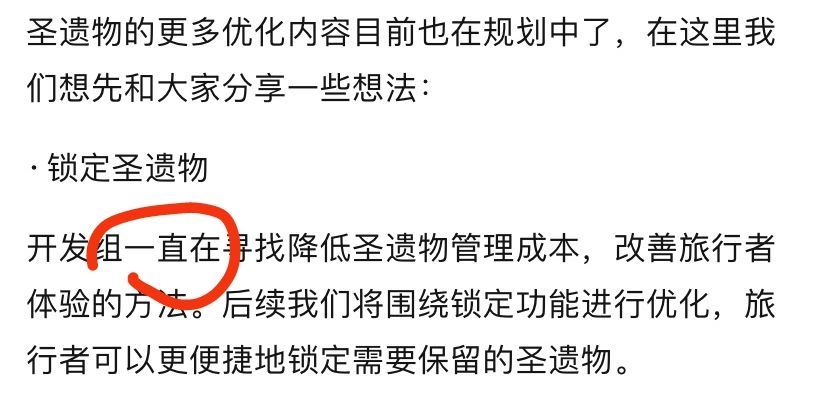 圣遗物的更多优化内容目前也在规划中了，在这里我
们想先和大家分享一些想法：
·锁定圣遗物
开发组一直在寻找降低圣遗物管理成本，改善旅行者
体验的方法。后续我们将围绕锁定功能进行优化，旅
行者可以更便捷地锁定需要保留的圣遗物。